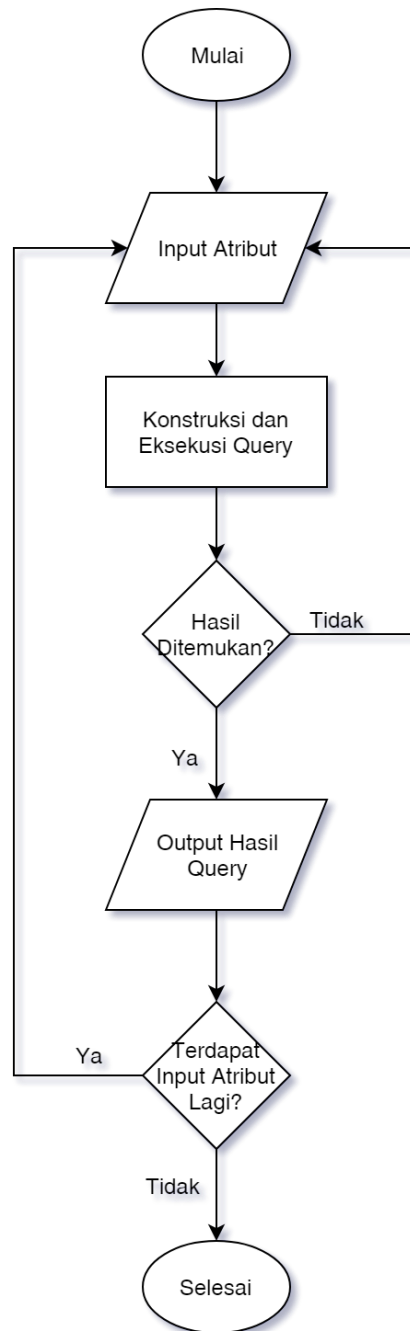 Mulai
Input Atribut
Konstruksi dan
Eksekusi Query
Hasil
Ditemukan?
Tidak
Ya
Output Hasil
Query
Terdapat
Input Atribut
Lagi?
Ya
Tidak
Selesai